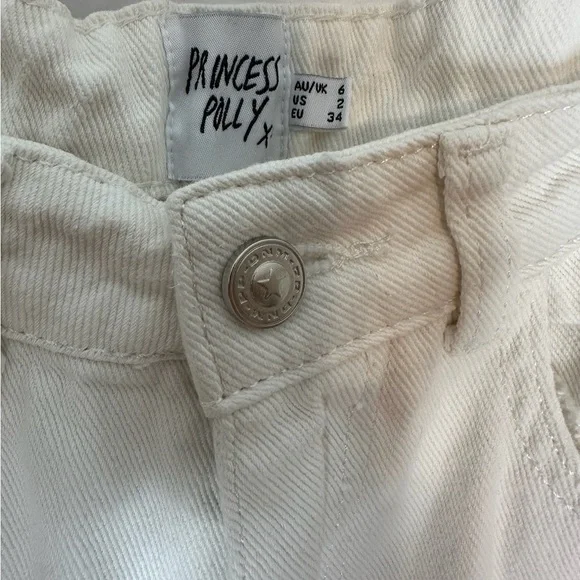 PRINCESS
POLLY
x
AU/UK 6
US 2
EU 34